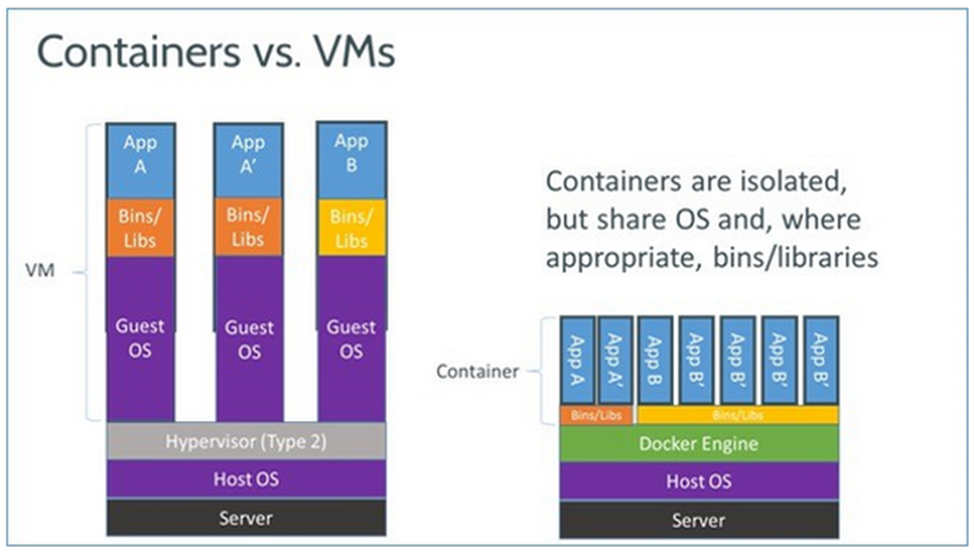 Containers vs. VMs
App
A
App
A′
App
B
Bins/
Libs
Bins/
Libs
Bins/
Libs
VM
Guest
OS
Guest
OS
Guest
OS
Hypervisor (Type 2)
Host OS
Server
Containers are isolated,
but share OS and, where
appropriate, bins/libraries
Container
App A
App A′
App B
App B′
App B′
App B′
App B′
Bins/Libs
Bins/Libs
Docker Engine
Host OS
Server